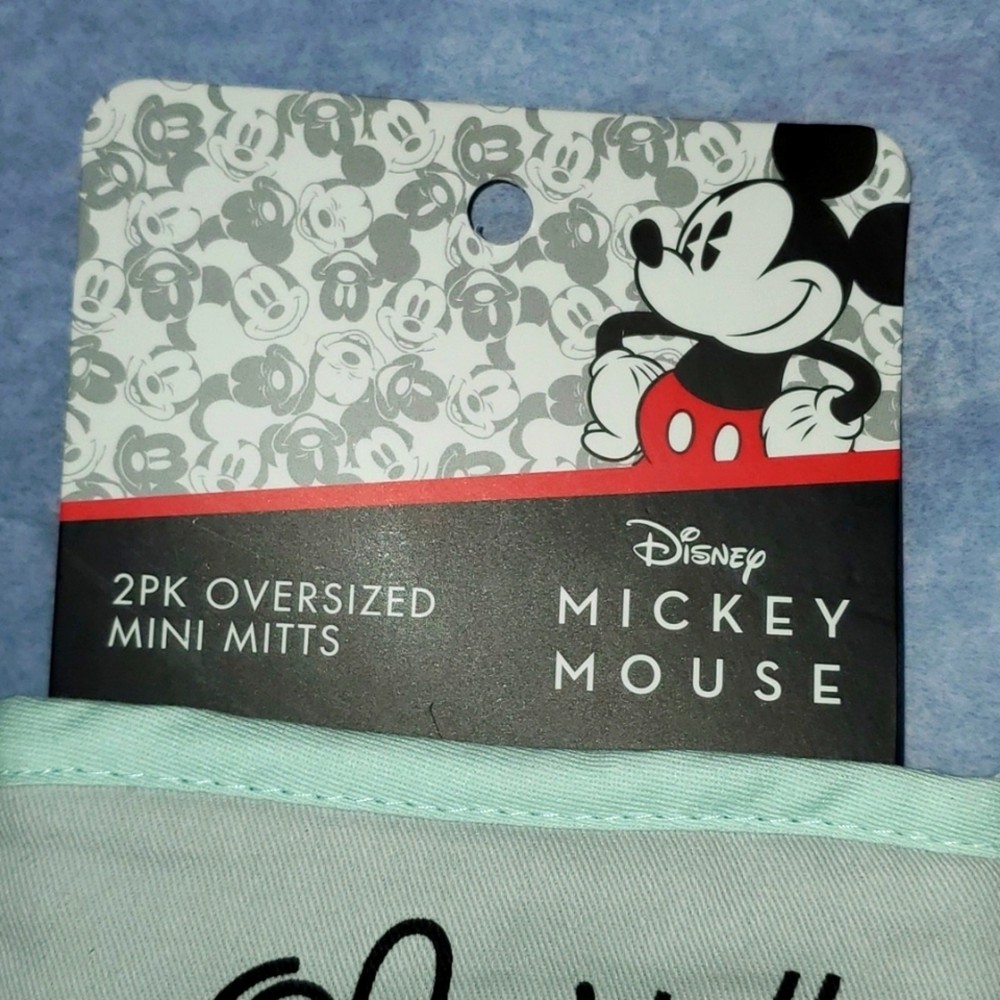 2PK OVERSIZED
MINI MITTS
Disney
MICKEY
MOUSE